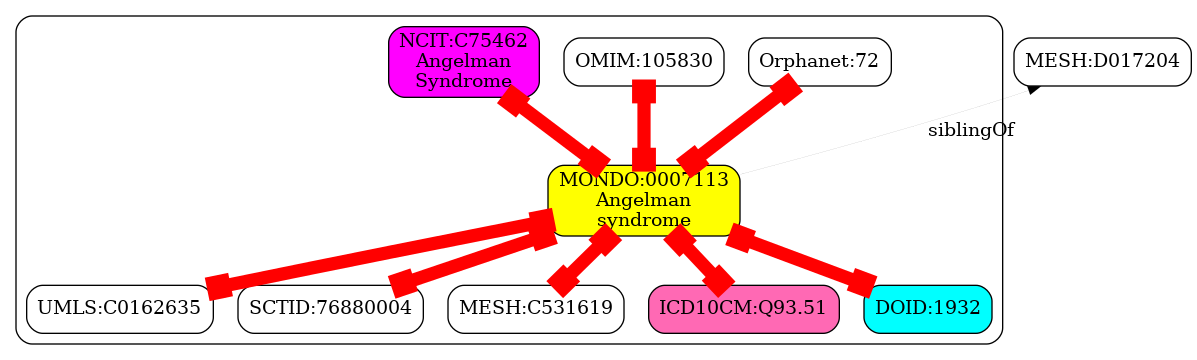 NCIT:C75462
Angelman
Syndrome
OMIM:105830
Orphanet:72
MESH:D017204
siblingOf
MONDO:0007113
Angelman
syndrome
UMLS:C0162635
SCTID:76880004
MESH:C531619
ICD10CM:Q93.51
DOID:1932